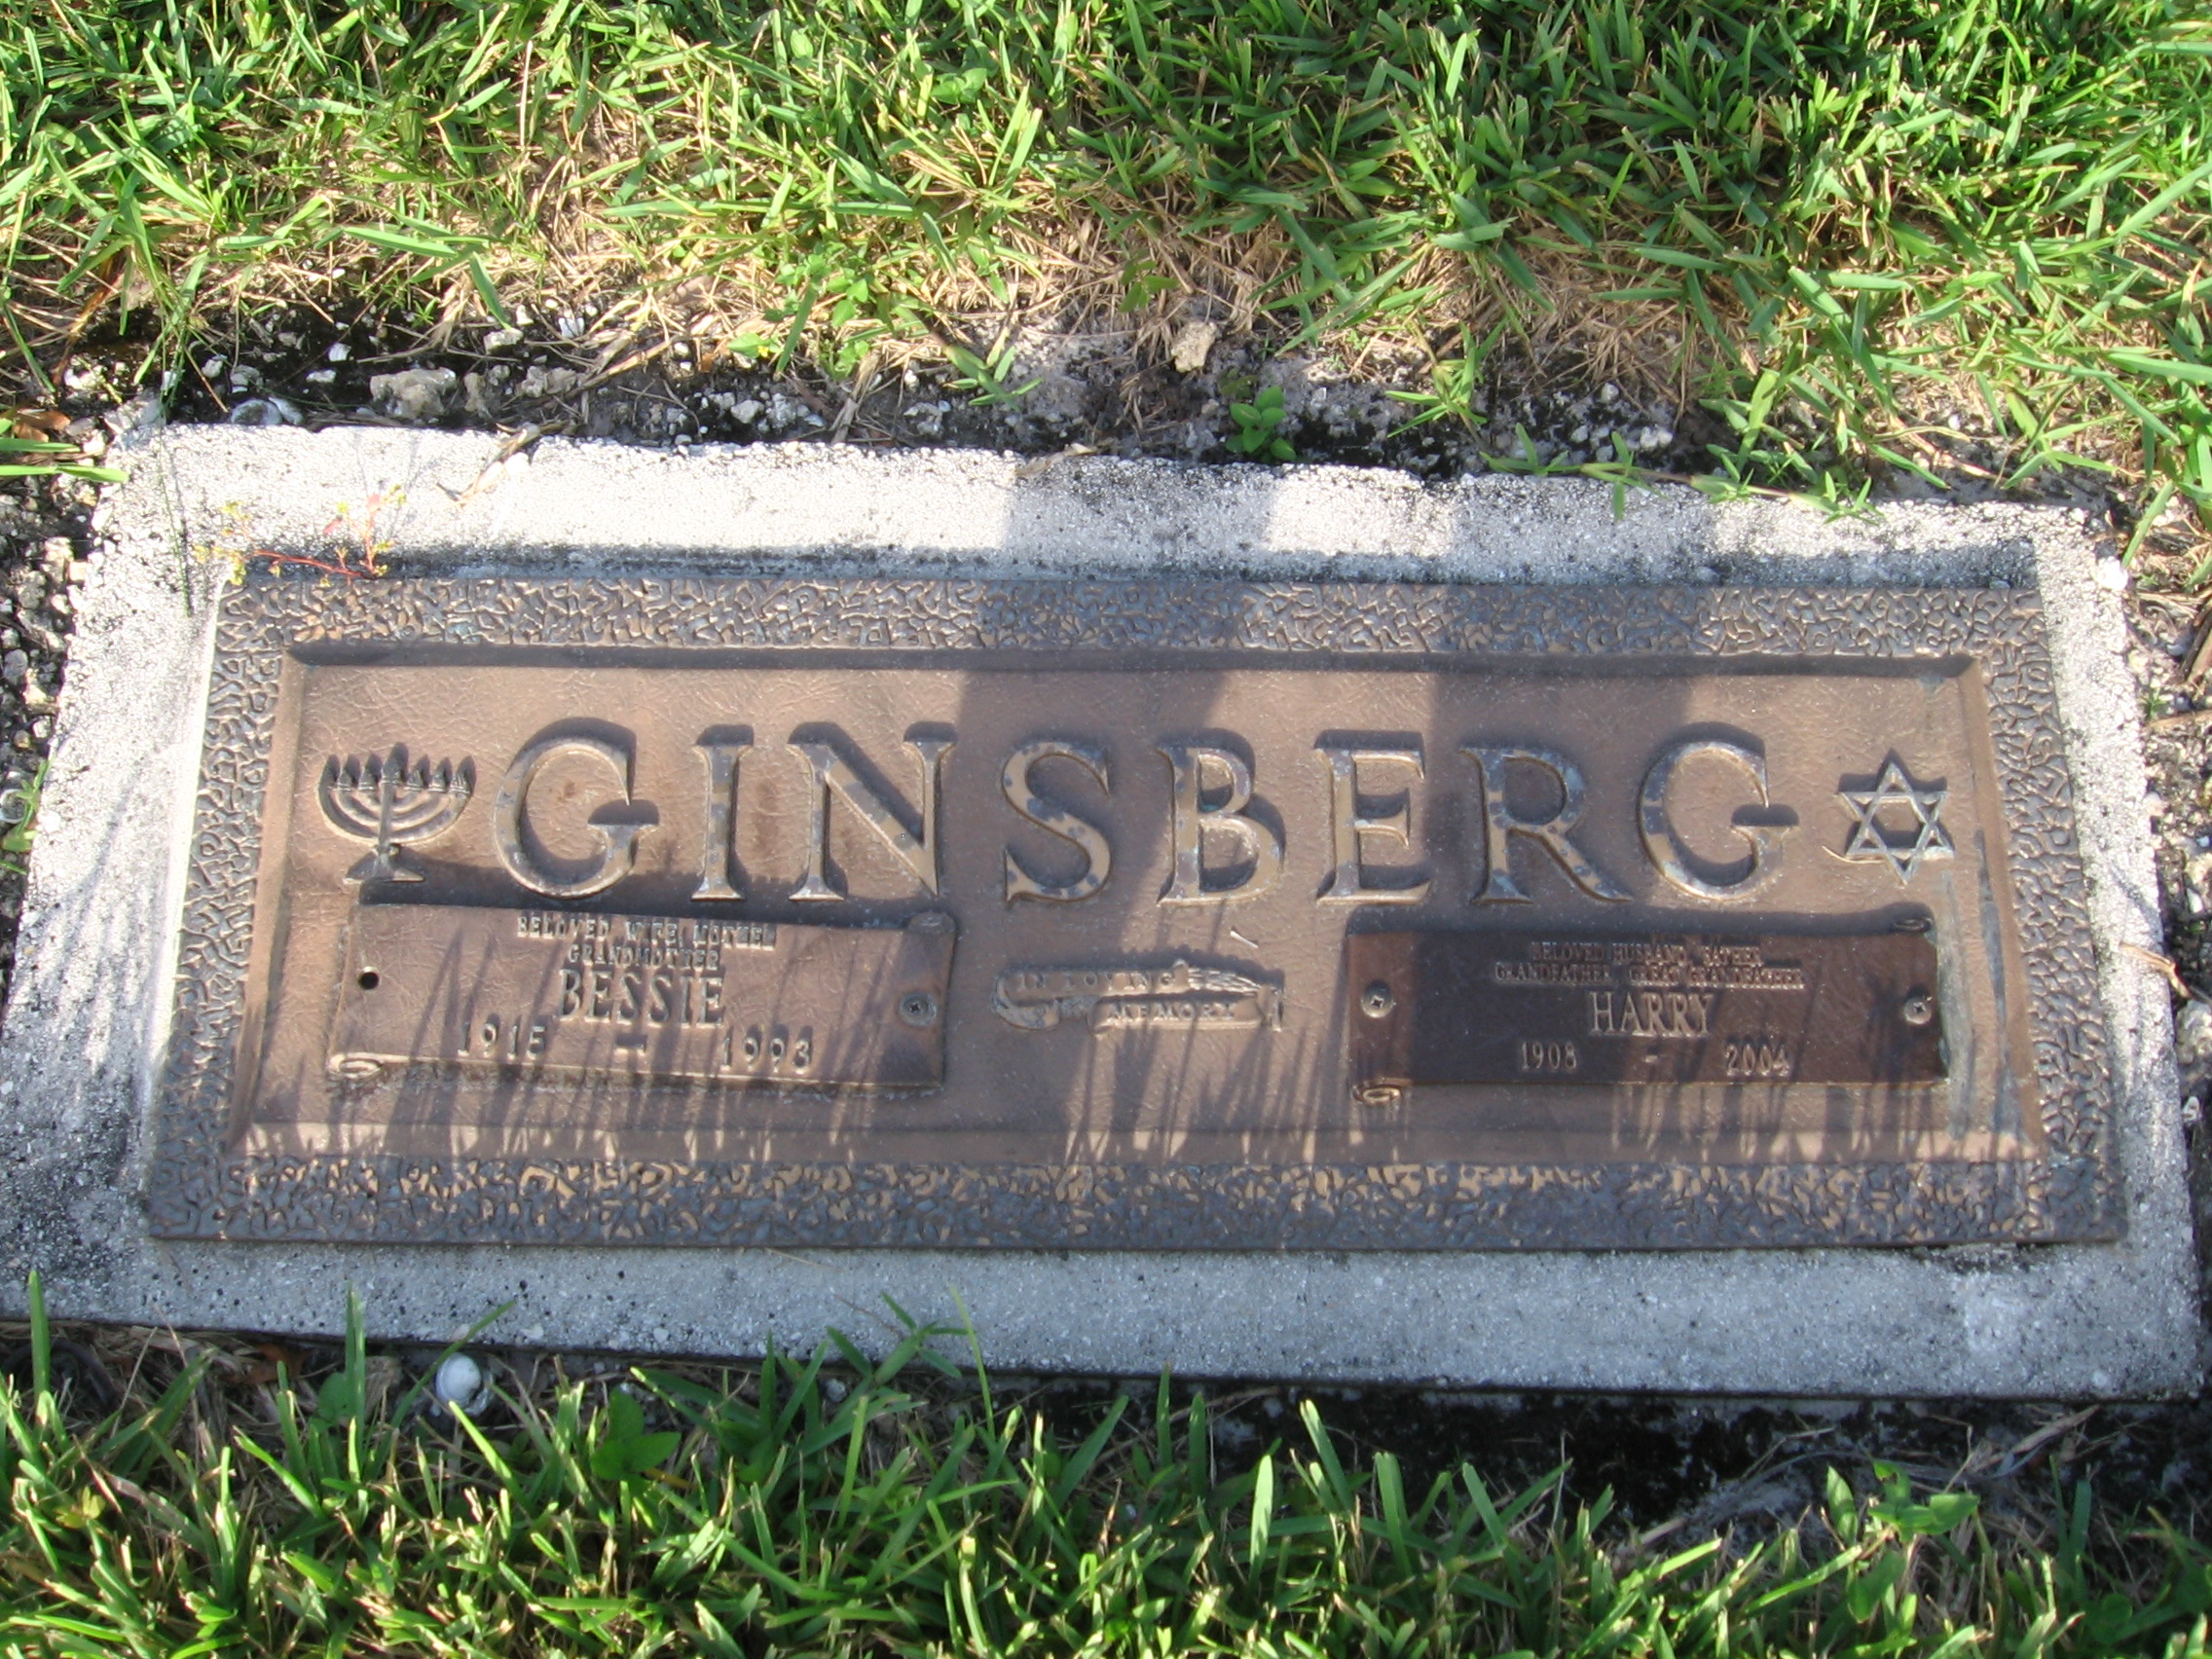 GINSBERG
BELOVED WIFE, MOTHER,
GRANDMOTHER
BESSIE
1915 - 1993
IN LOVING
MEMORY
BELOVED HUSBAND, FATHER,
GRANDFATHER, GREAT GRANDFATHER
HARRY
1908 - 2004